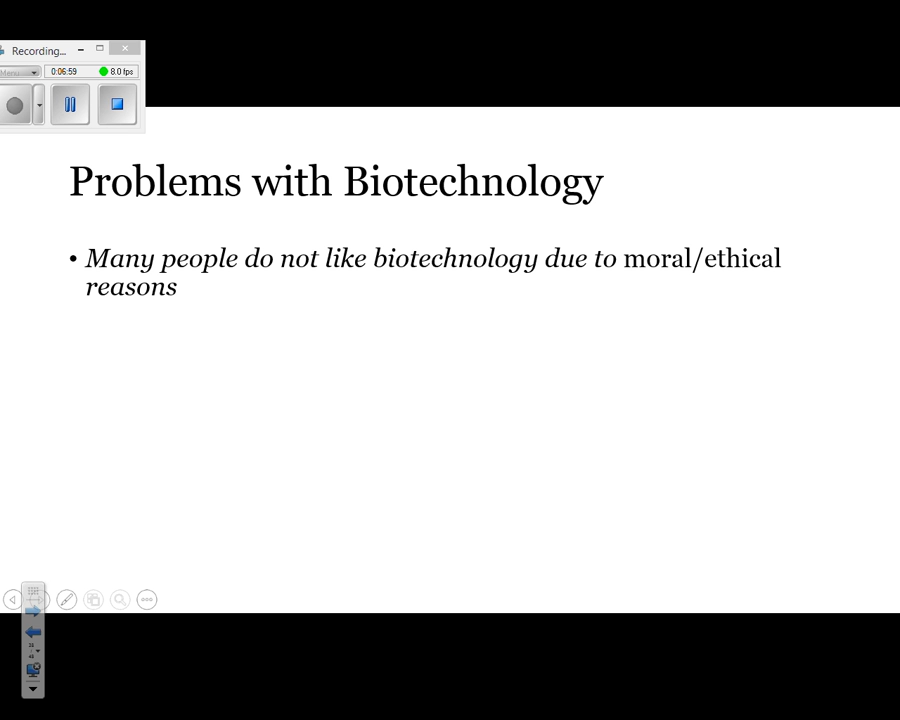 Recording...
Menu
0:06:59
8.0 fps
Problems with Biotechnology
• Many people do not like biotechnology due to moral/ethical
reasons